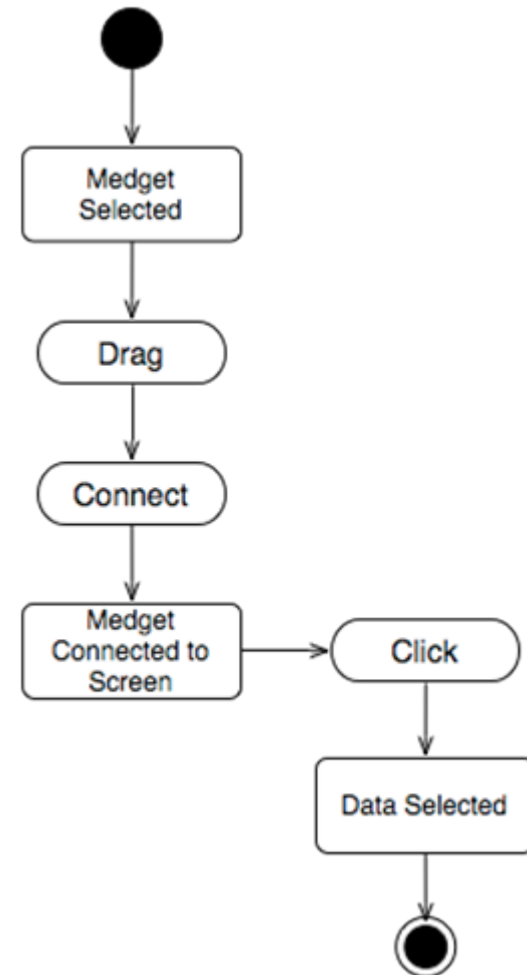 Medget
Selected
Drag
Connect
Medget
Connected to
Screen
Click
Data Selected